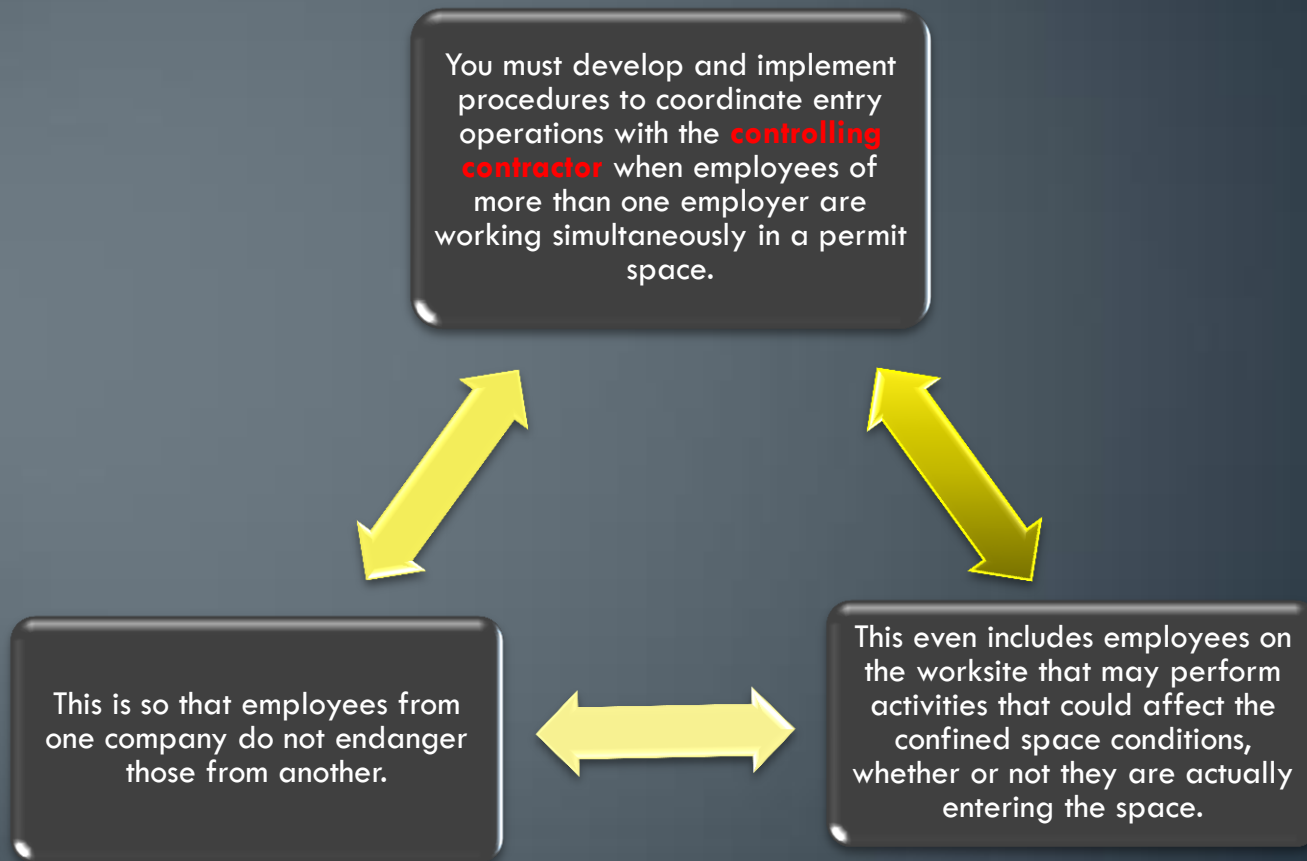 You must develop and implement
procedures to coordinate entry
operations with the controlling
contractor when employees of
more than one employer are
working simultaneously in a permit
space.
This is so that employees from
one company do not endanger
those from another.
This even includes employees on
the worksite that may perform
activities that could affect the
confined space conditions,
whether or not they are actually
entering the space.